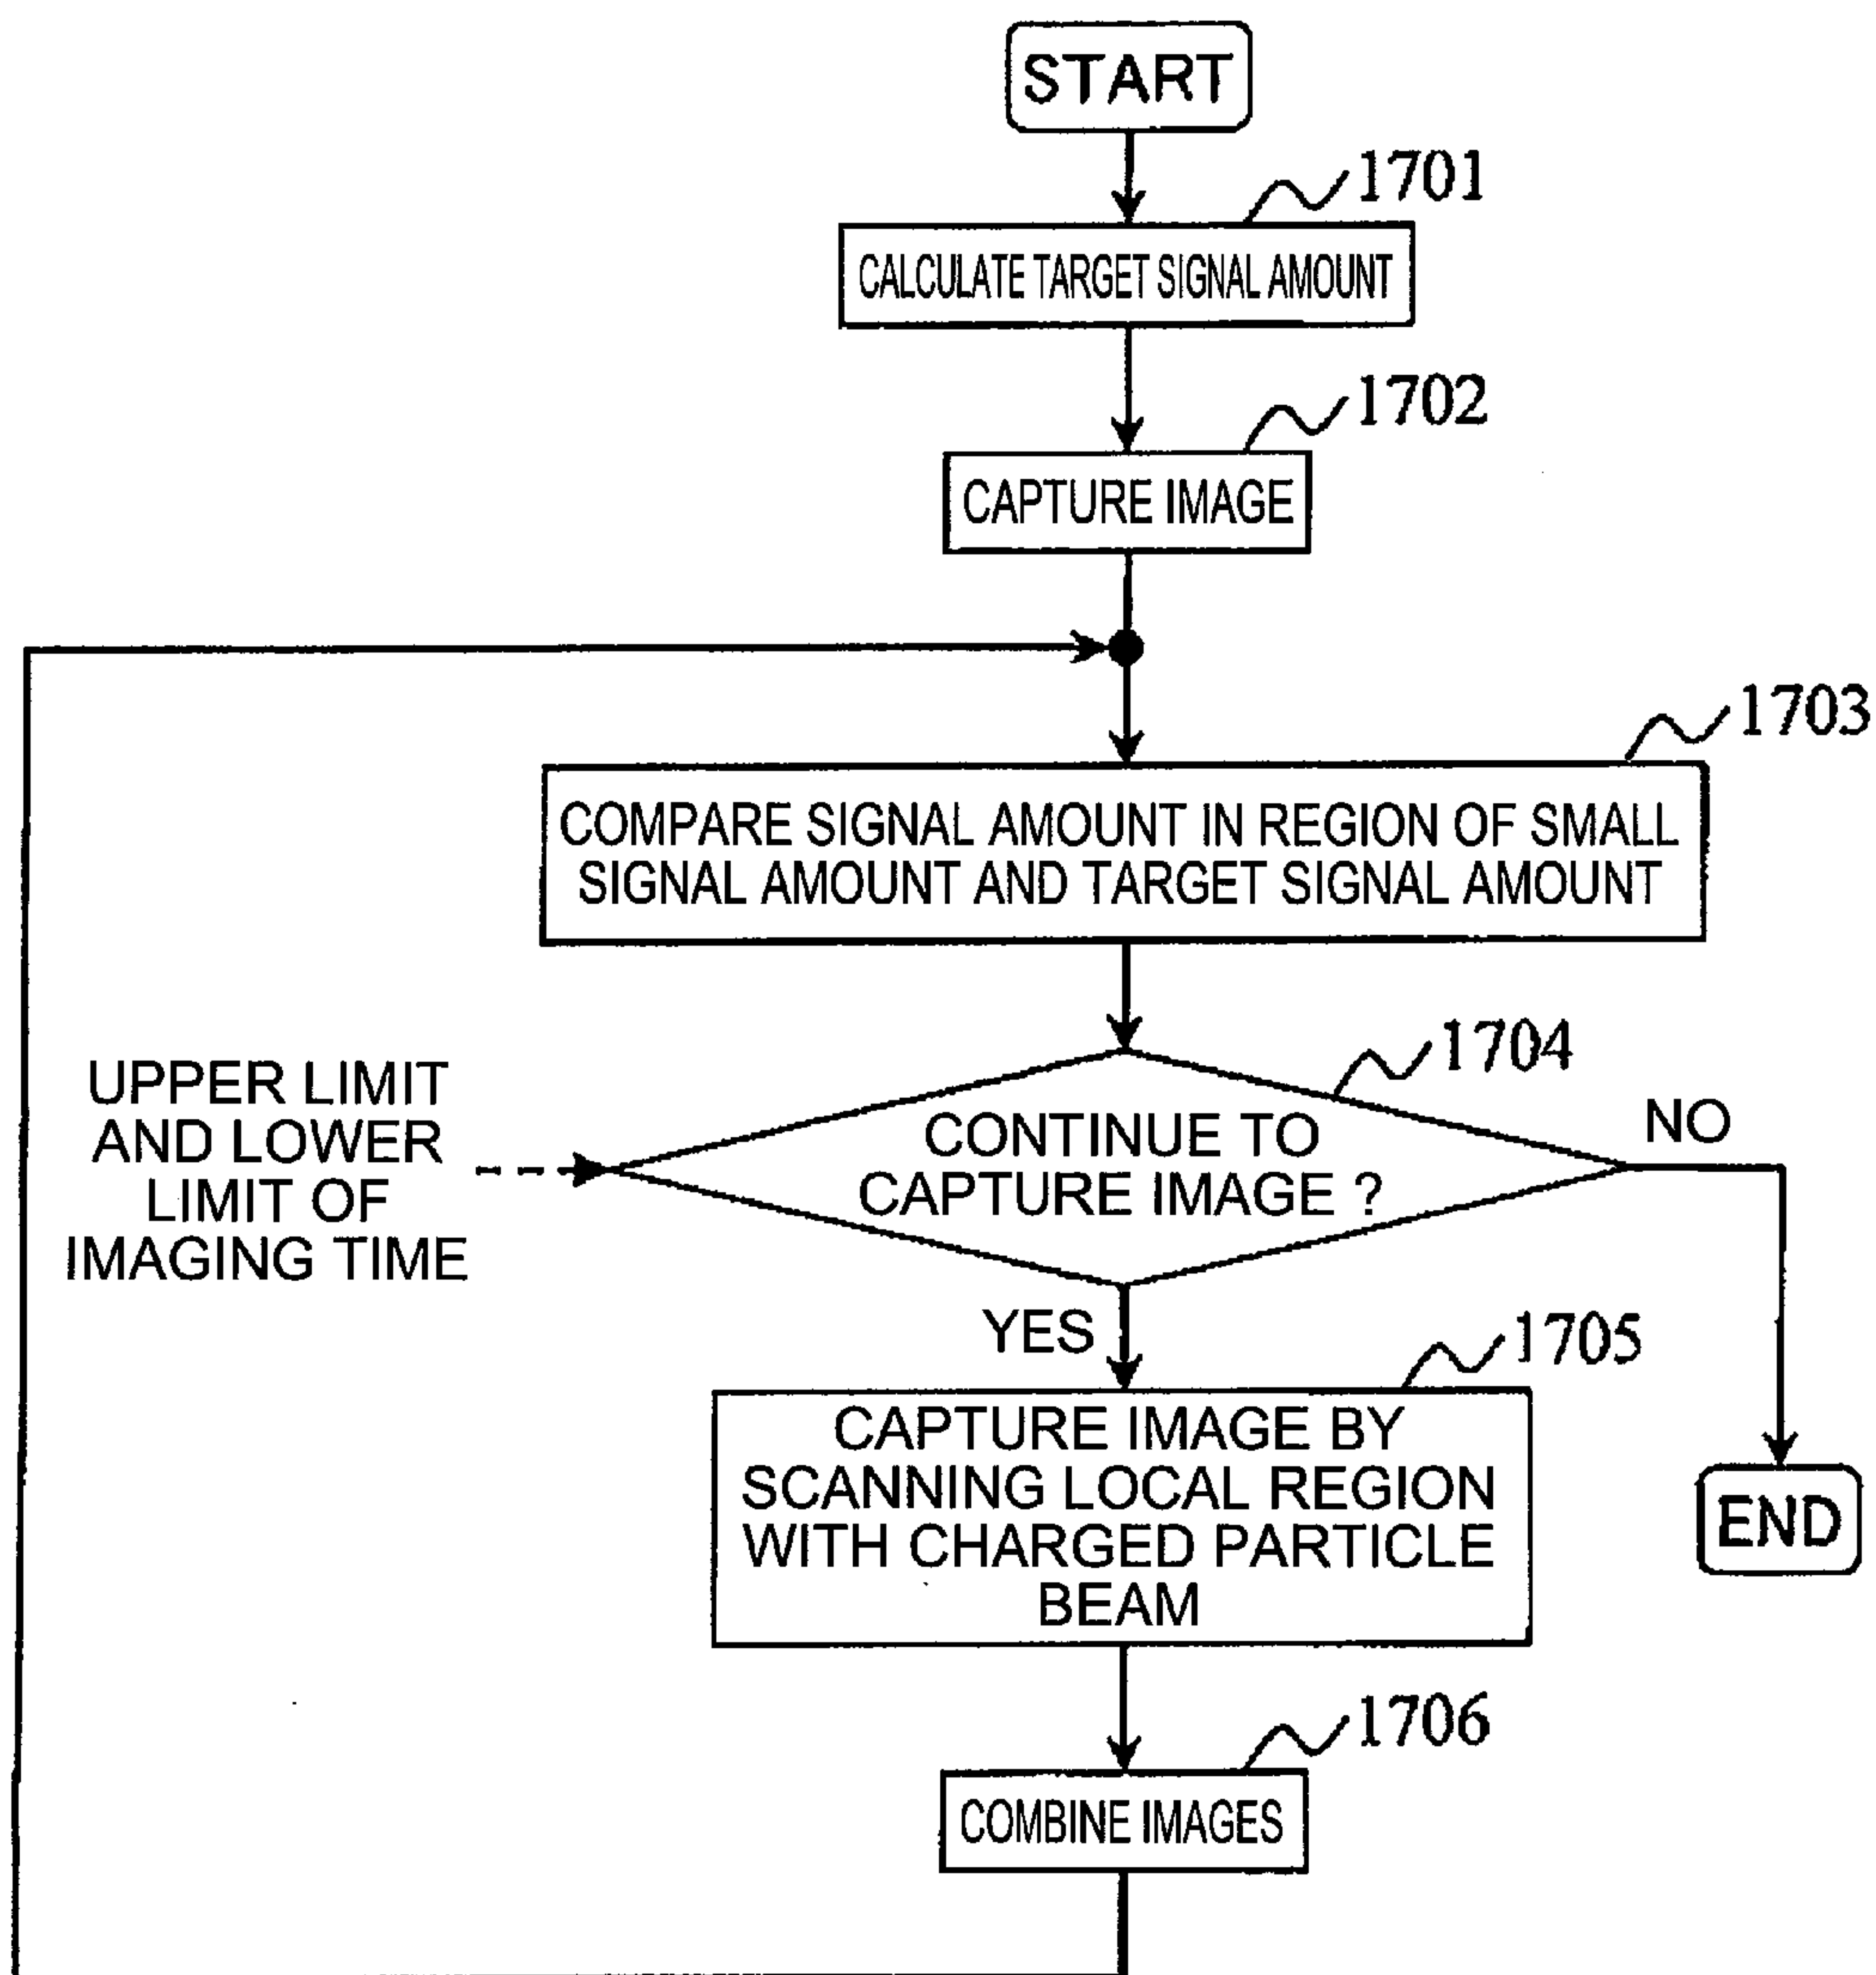 START
1701
CALCULATE TARGET SIGNAL AMOUNT
1702
CAPTURE IMAGE
1703
COMPARE SIGNAL AMOUNT IN REGION OF SMALL
SIGNAL AMOUNT AND TARGET SIGNAL AMOUNT
1704
UPPER LIMIT
AND LOWER
LIMIT OF
IMAGING TIME
CONTINUE TO
CAPTURE IMAGE ?
NO
YES
1705
CAPTURE IMAGE BY
SCANNING LOCAL REGION
WITH CHARGED PARTICLE
BEAM
END
1706
COMBINE IMAGES